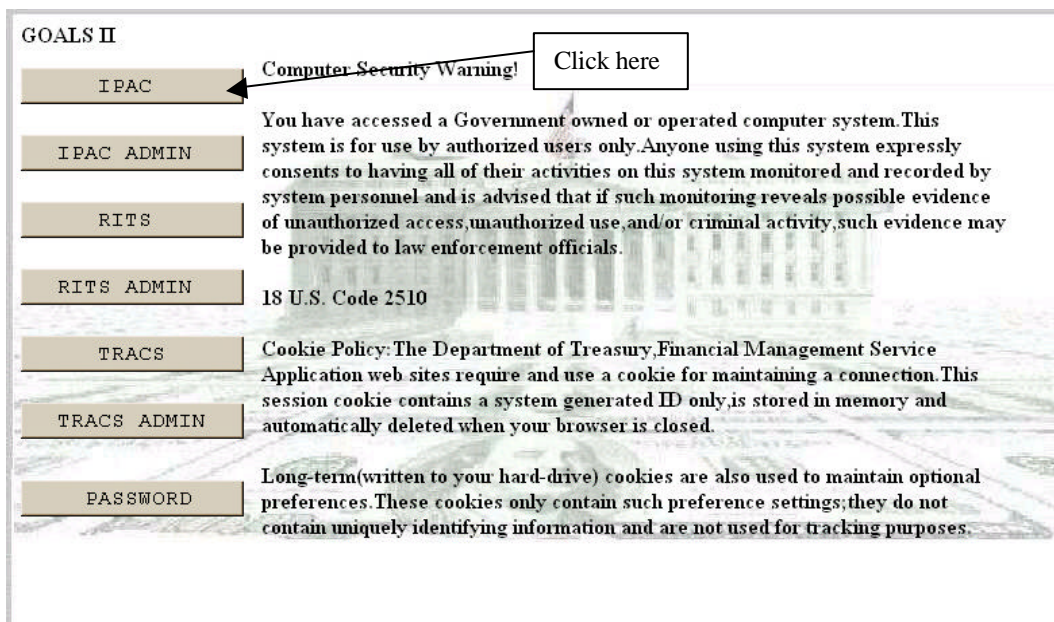 GOALS II
Click here
IPAC
IPAC ADMIN
RITS
RITS ADMIN
TRACS
TRACS ADMIN
PASSWORD
Computer Security Warning!
You have accessed a Government owned or operated computer system.This
system is for use by authorized users only.Anyone using this system expressly
consents to having all of their activities on this system monitored and recorded by
system personnel and is advised that if such monitoring reveals possible evidence
of unauthorized access,unauthorized use,and/or criminal activity,such evidence may
be provided to law enforcement officials.
18 U.S. Code 2510
Cookie Policy:The Department of Treasury,Financial Management Service
Application web sites require and use a cookie for maintaining a connection.This
session cookie contains a system generated ID only,is stored in memory and
automatically deleted when your browser is closed.
Long-term(written to your hard-drive) cookies are also used to maintain optional
preferences.These cookies only contain such preference settings;they do not
contain uniquely identifying information and are not used for tracking purposes.